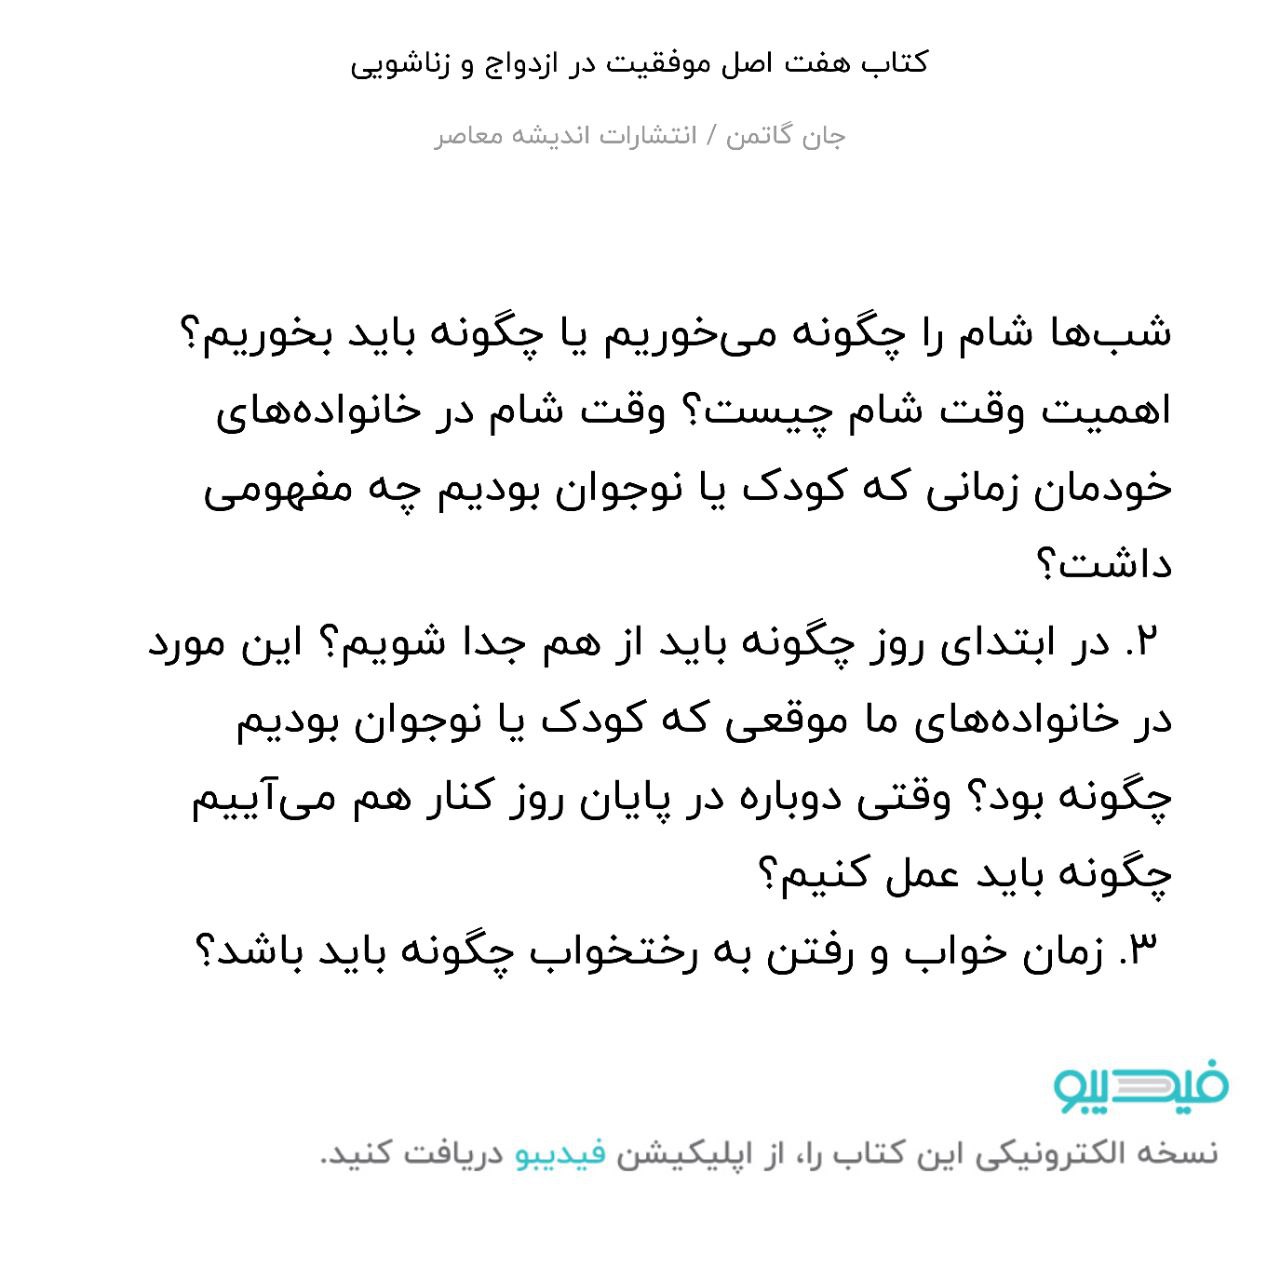 کتاب هفت اصل موفقیت در ازدواج و زناشویی
جان گاتمن / انتشارات اندیشه معاصر
شب‌ها شام را چگونه می‌خوریم یا چگونه باید بخوریم؟
اهمیت وقت شام چیست؟ وقت شام در خانواده‌های
خودمان زمانی که کودک یا نوجوان بودیم چه مفهومی
داشت؟
۲. در ابتدای روز چگونه باید از هم جدا شویم؟ این مورد
در خانواده‌های ما موقعی که کودک یا نوجوان بودیم
چگونه بود؟ وقتی دوباره در پایان روز کنار هم می‌آییم
چگونه باید عمل کنیم؟
۳. زمان خواب و رفتن به رختخواب چگونه باید باشد؟
فیدیبو
نسخه الکترونیکی این کتاب را، از اپلیکیشن فیدیبو دریافت کنید.